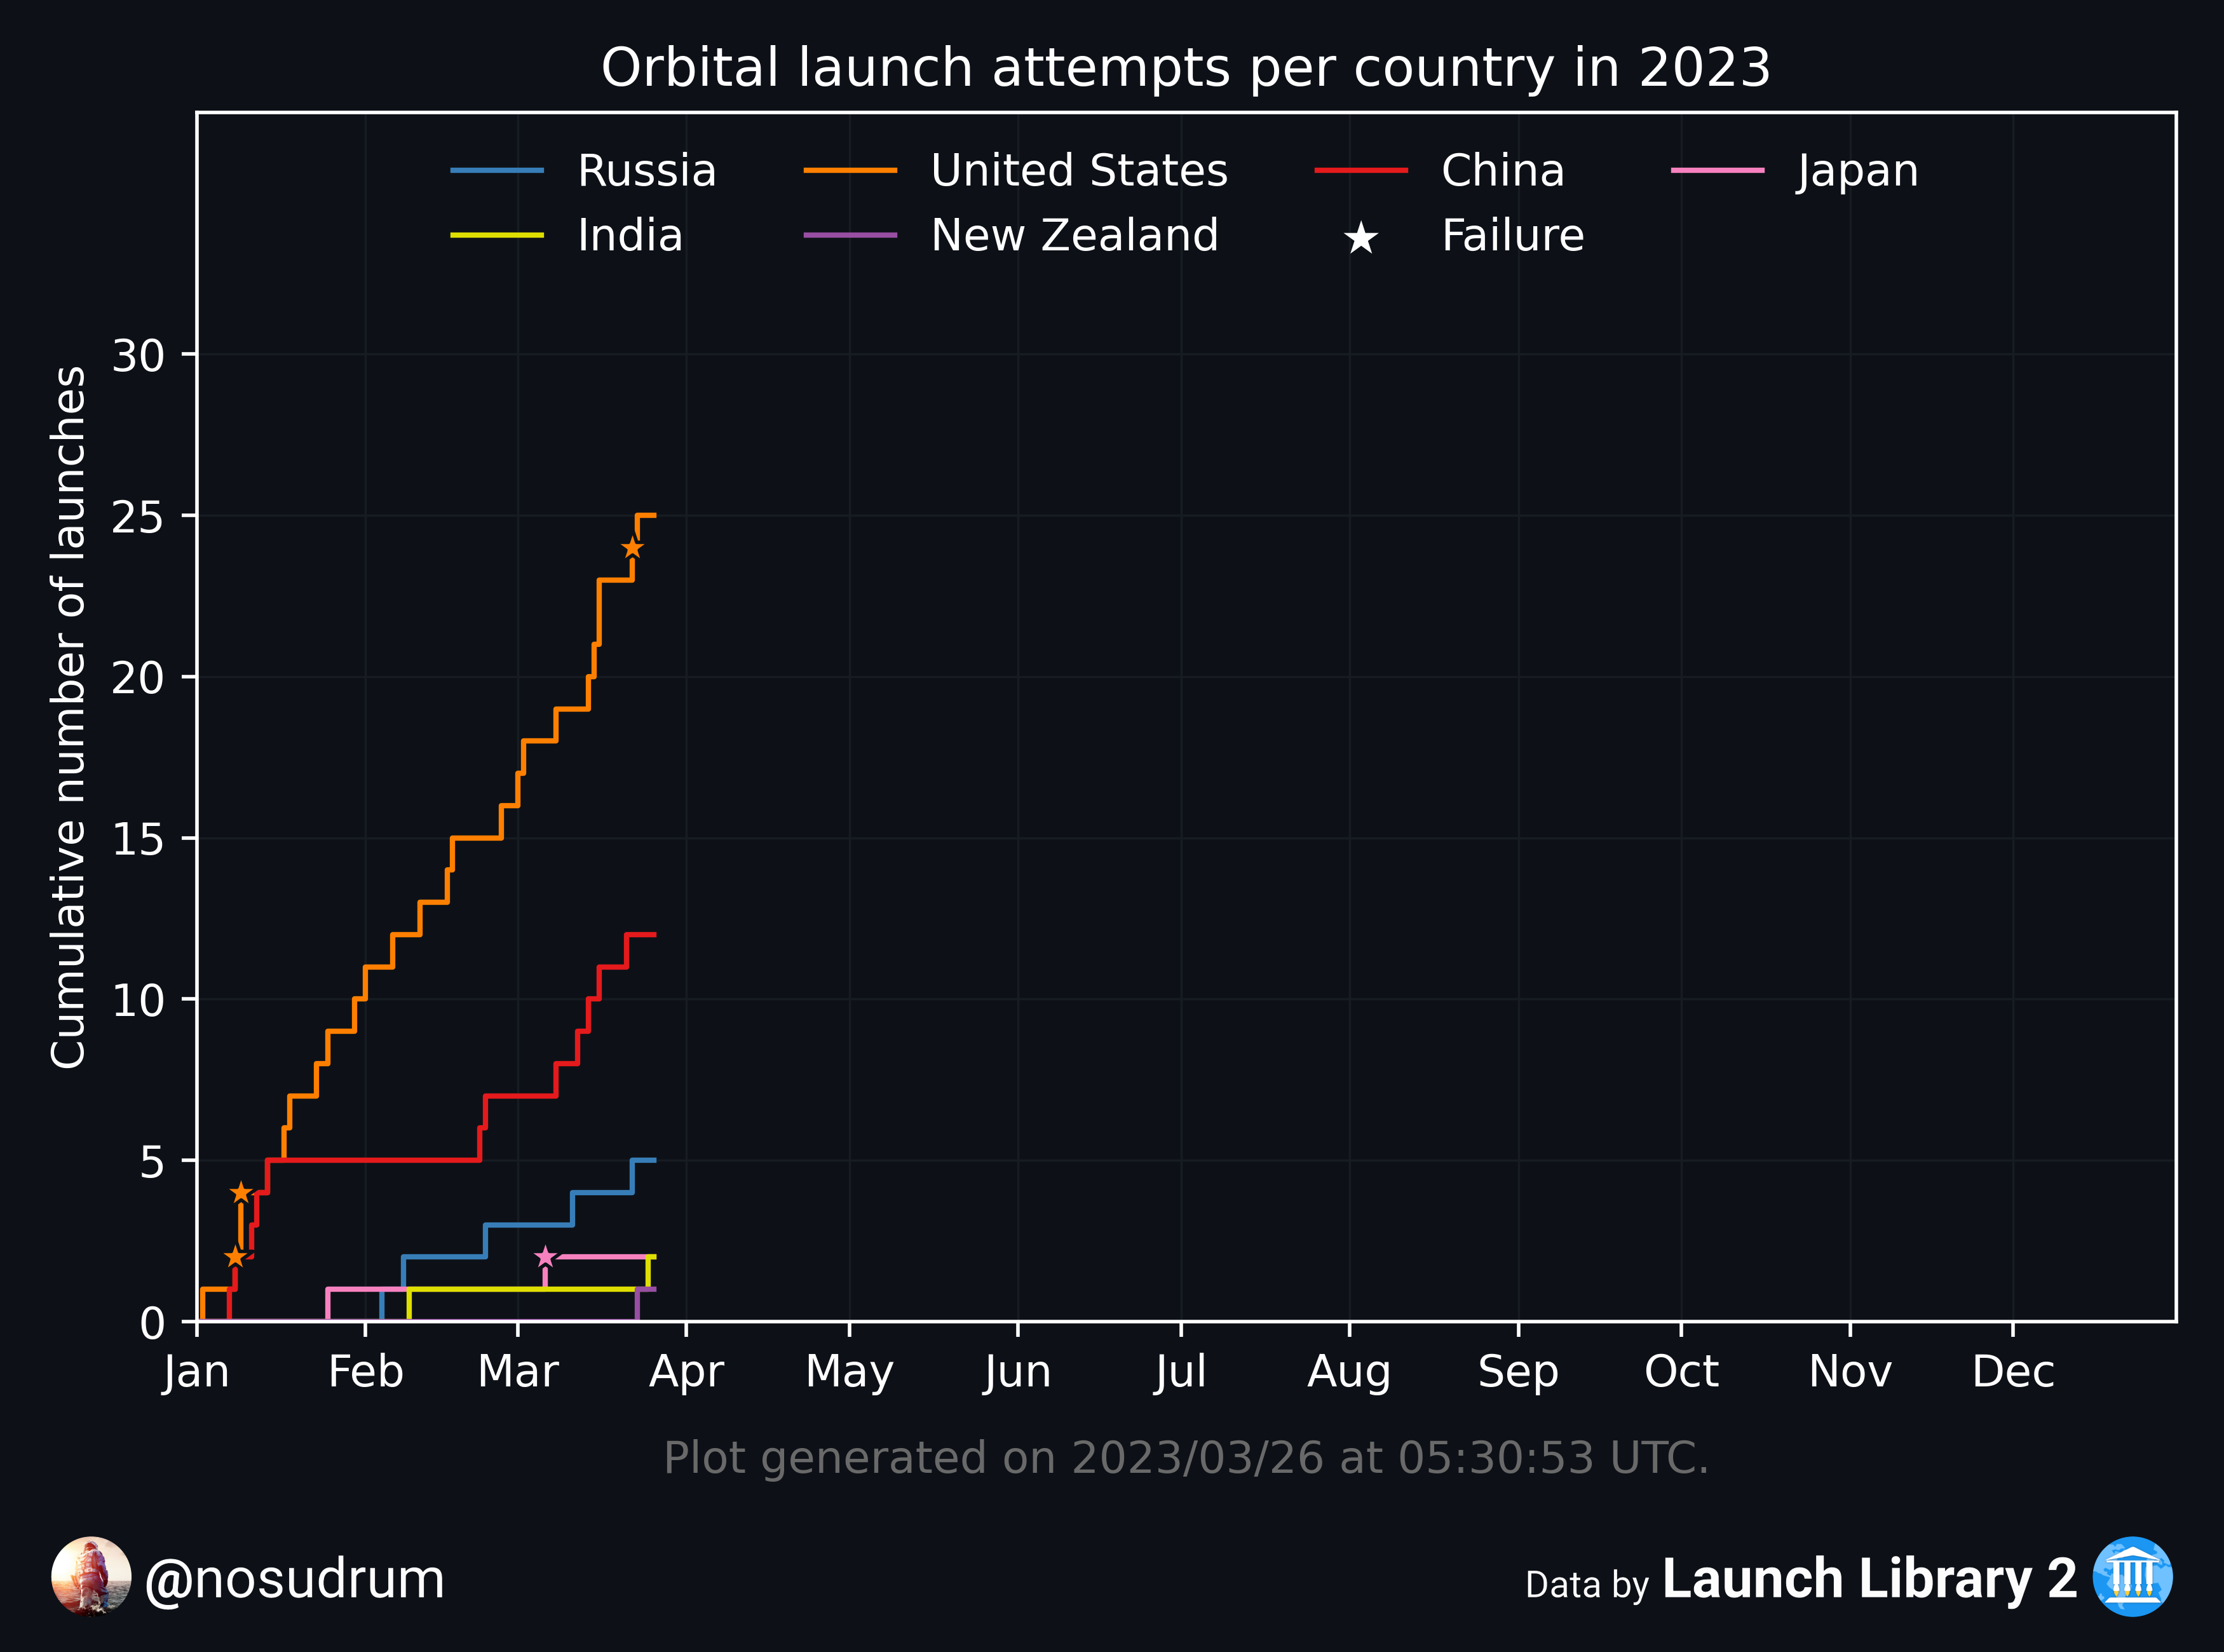 Orbital launch attempts per country in 2023
Russia United States China Japan
India New Zealand Failure
Cumulative number of launches
30
25
20
15
10
5
0
Jan Feb Mar Apr May Jun Jul Aug Sep Oct Nov Dec
Plot generated on 2023/03/26 at 05:30:53 UTC.
@nosudrum
Data by Launch Library 2